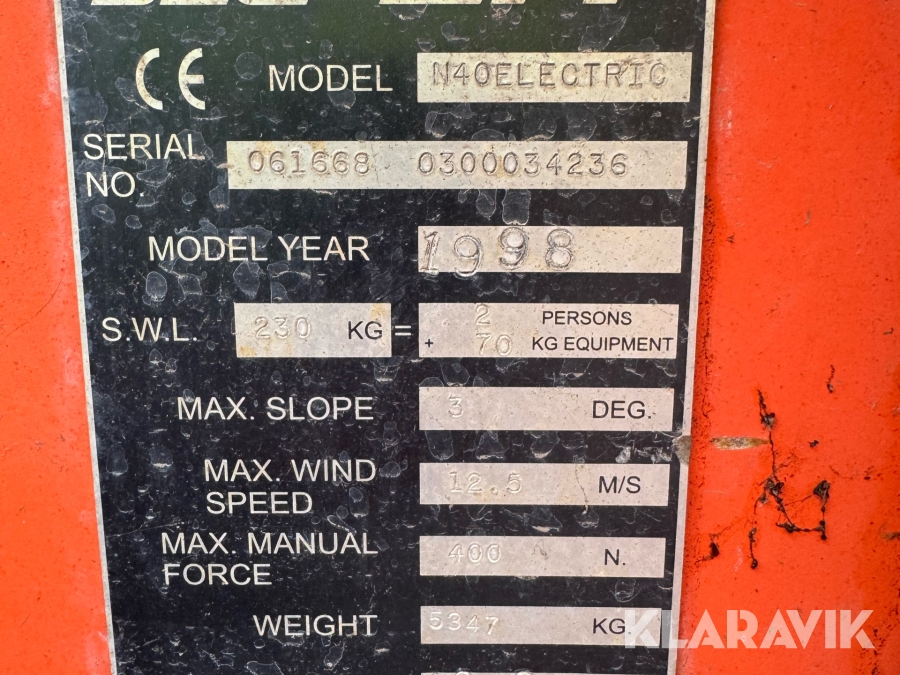 CE MODEL N40ELECTRIC
SERIAL NO. 061668 0300034236
MODEL YEAR 1998
S.W.L. 230 KG = 2 PERSONS
+ 70 KG EQUIPMENT
MAX. SLOPE 3 DEG.
MAX. WIND SPEED 12.5 M/S
MAX. MANUAL FORCE 400 N.
WEIGHT 5347 KG.
KLARAVIK